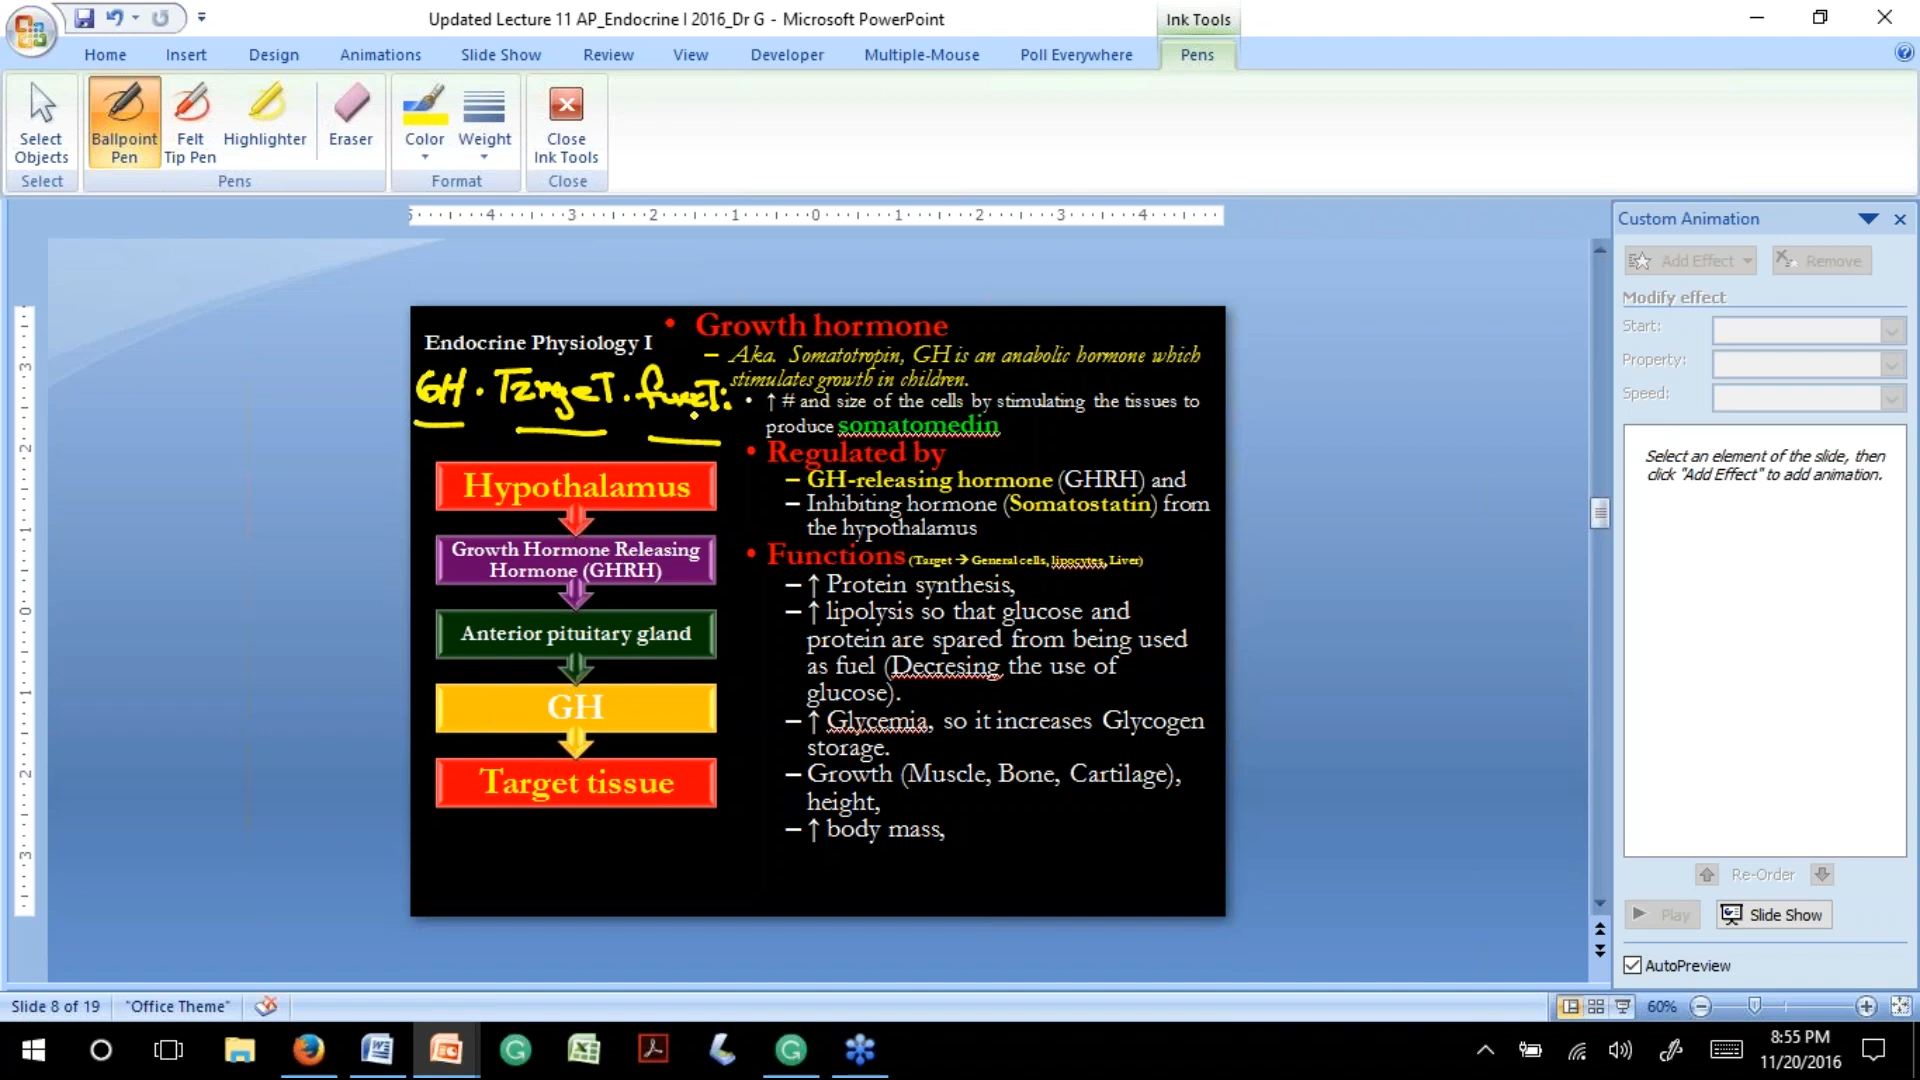 Updated Lecture 11 AP_Endocrine I 2016_Dr G - Microsoft PowerPoint
Ink Tools
Home Insert Design Animations Slide Show Review View Developer Multiple-Mouse Poll Everywhere Pens
Select Objects
Ballpoint Pen
Felt Tip Pen
Highlighter
Eraser
Color
Weight
Close Ink Tools
Select Pens Format Close
Custom Animation
Add Effect Remove
Modify effect
Start:
Property:
Speed:
Select an element of the slide, then
click "Add Effect" to add animation.
Re-Order
Play Slide Show
AutoPreview
Endocrine Physiology I
GH . Target . funct:
Hypothalamus
Growth Hormone Releasing
Hormone (GHRH)
Anterior pituitary gland
GH
Target tissue
• Growth hormone
– Aka. Somatotropin, GH is an anabolic hormone which
stimulates growth in children.
• ↑ # and size of the cells by stimulating the tissues to
produce somatomedin
• Regulated by
– GH-releasing hormone (GHRH) and
– Inhibiting hormone (Somatostatin) from
the hypothalamus
• Functions (Target → General cells, lipocytes, Liver)
– ↑ Protein synthesis,
– ↑ lipolysis so that glucose and
protein are spared from being used
as fuel (Decresing the use of
glucose).
– ↑ Glycemia, so it increases Glycogen
storage.
– Growth (Muscle, Bone, Cartilage),
height,
– ↑ body mass,
Slide 8 of 19 "Office Theme" 60%
8:55 PM
11/20/2016